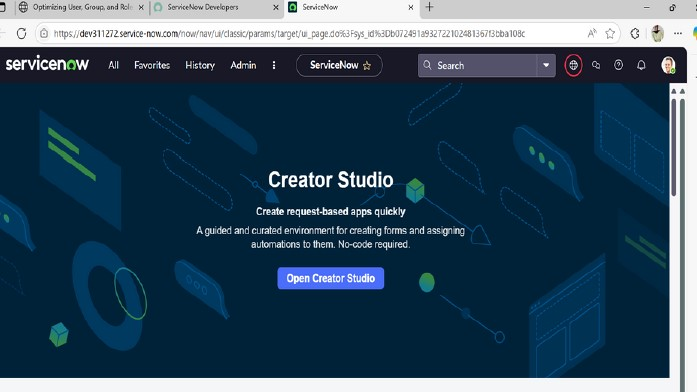 Optimizing User, Group, and Role
ServiceNow Developers
ServiceNow
https://dev311272.service-now.com/now/nav/ui/classic/params/target/ui_page.do%3Fsys_id%3Db072491a932722102481367f3bba108c
servicenow All Favorites History Admin ServiceNow Search
Creator Studio
Create request-based apps quickly
A guided and curated environment for creating forms and assigning
automations to them. No-code required.
Open Creator Studio